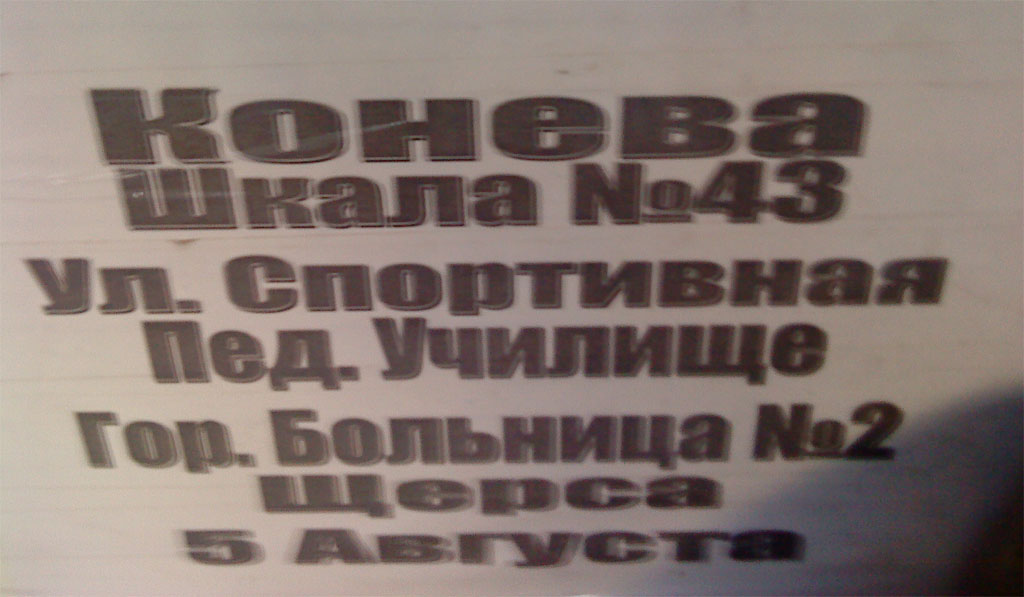 Конева
Шкала №43
Ул. Спортивная
Пед. Училище
Гор. Больница №2
Щерса
5 Августа